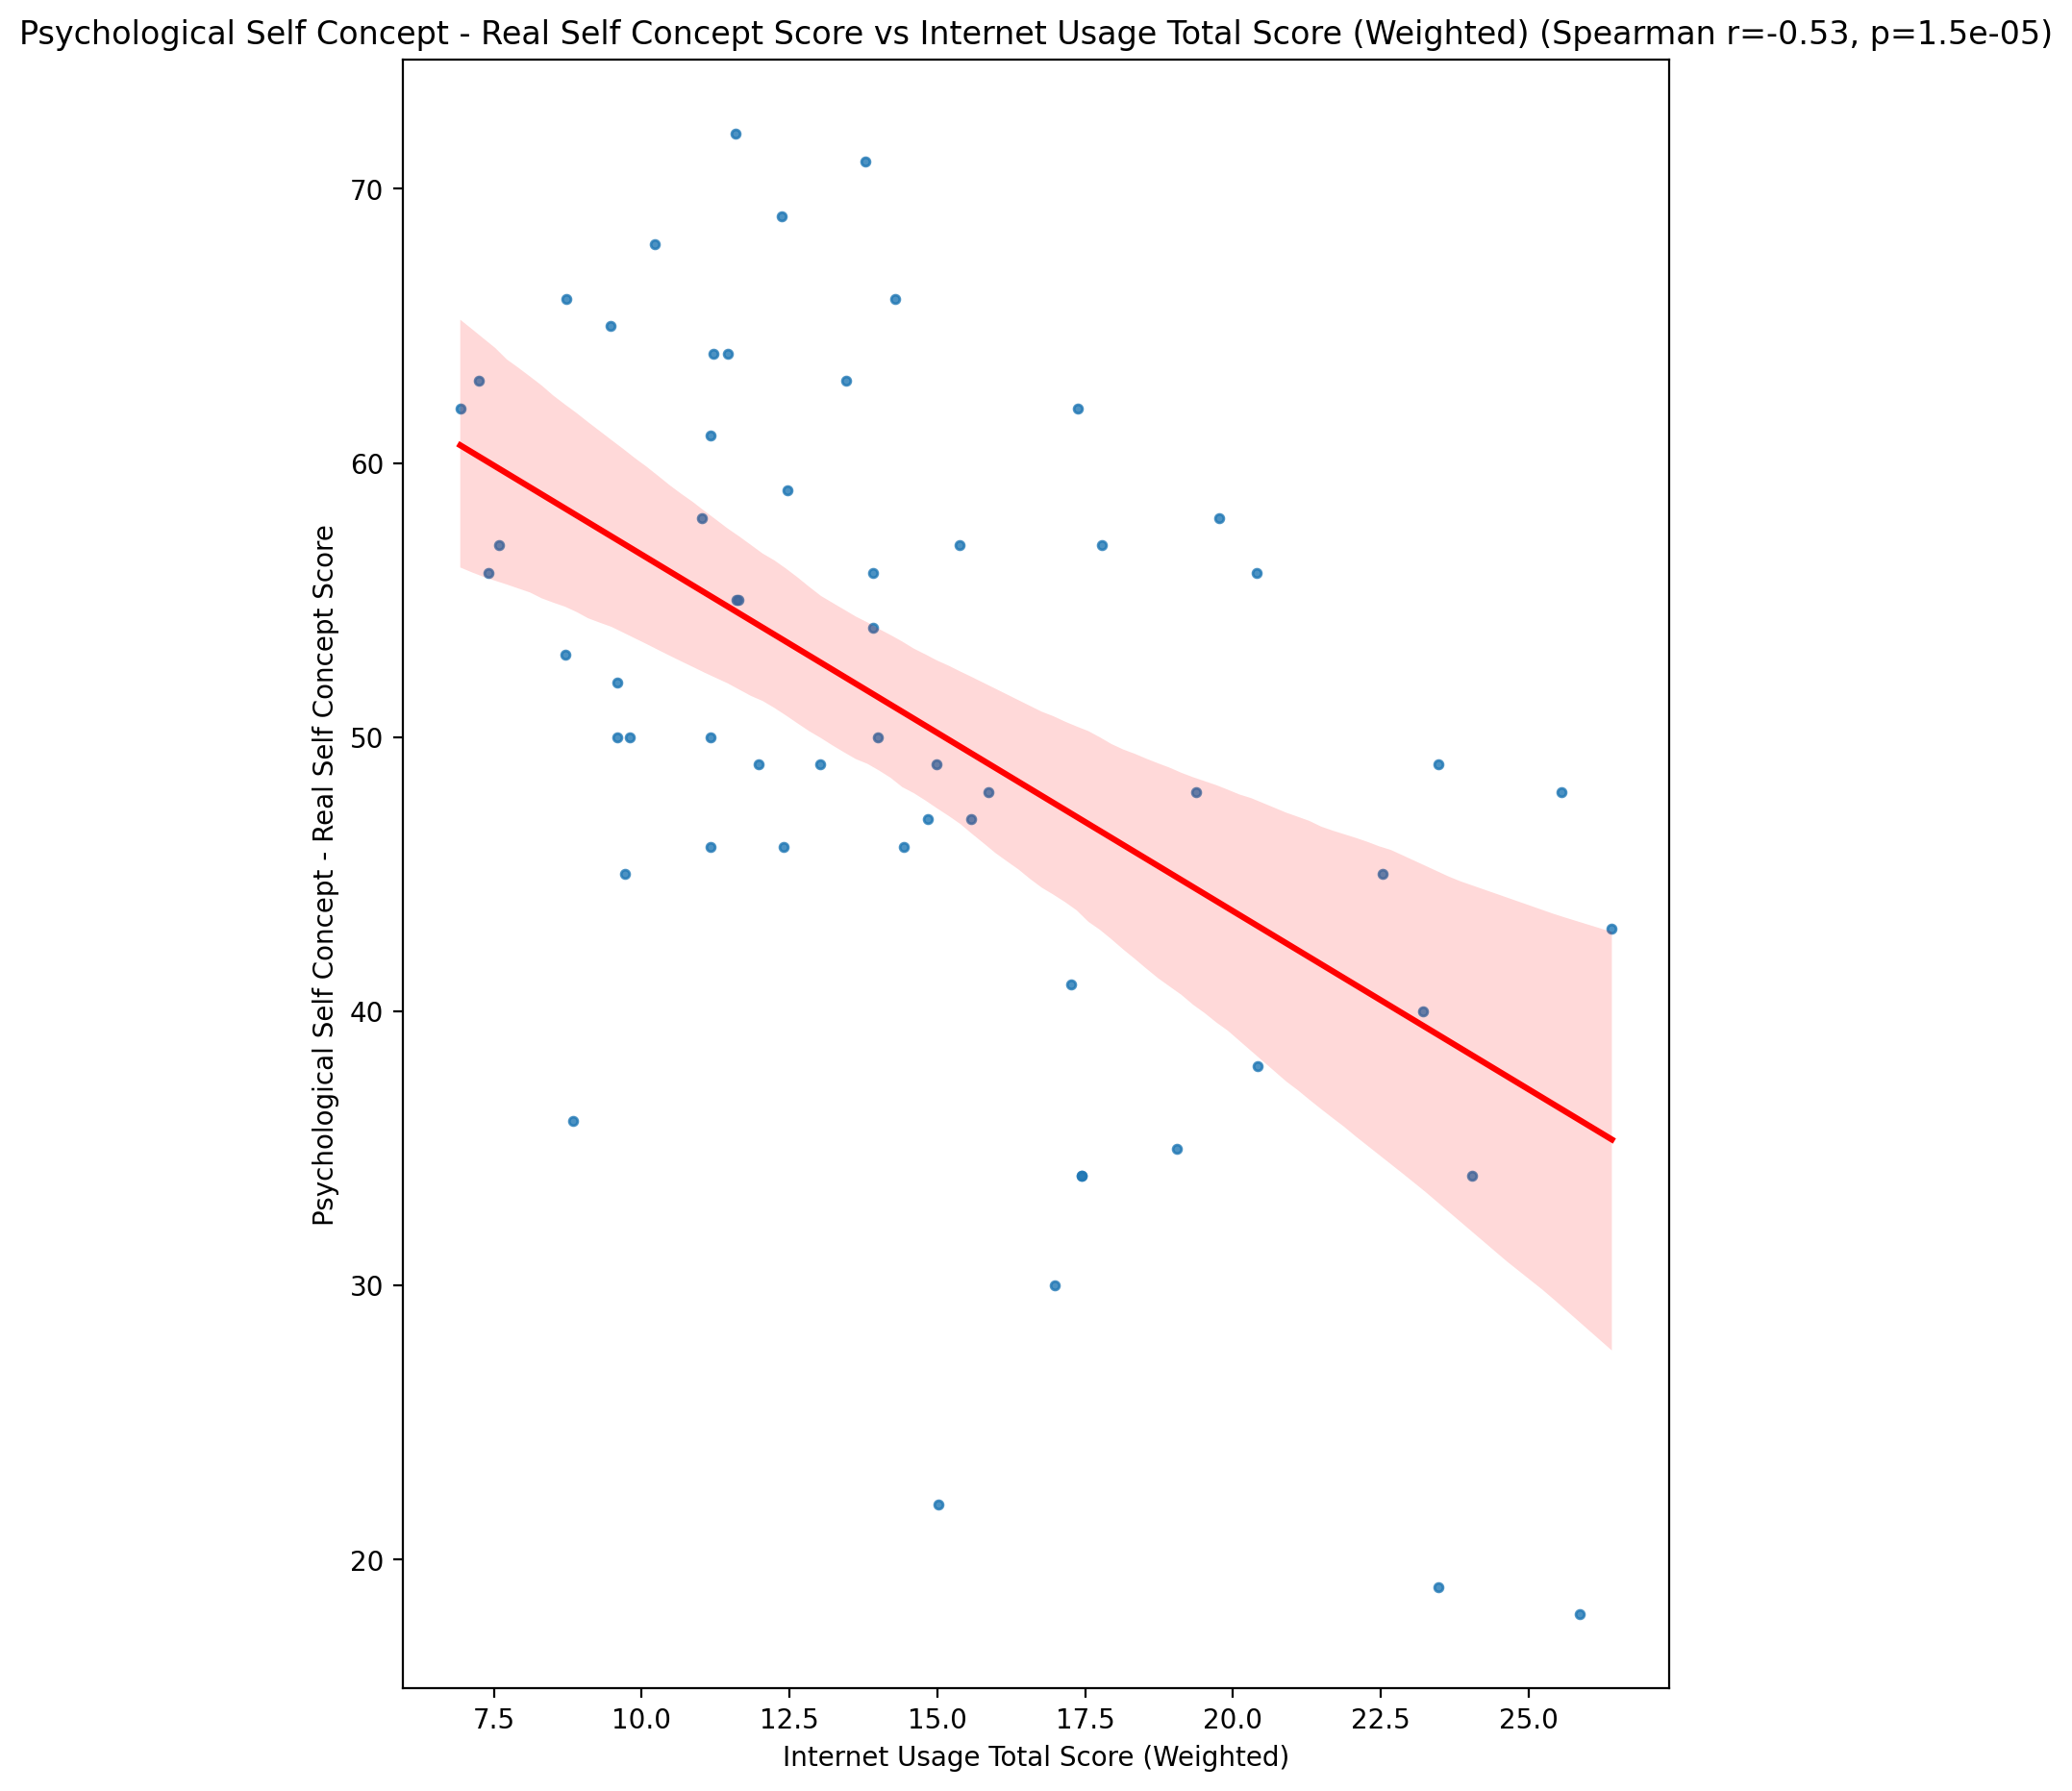 Psychological Self Concept - Real Self Concept Score vs Internet Usage Total Score (Weighted) (Spearman r=-0.53, p=1.5e-05)
Psychological Self Concept - Real Self Concept Score
70
60
50
40
30
20
7.5 10.0 12.5 15.0 17.5 20.0 22.5 25.0
Internet Usage Total Score (Weighted)